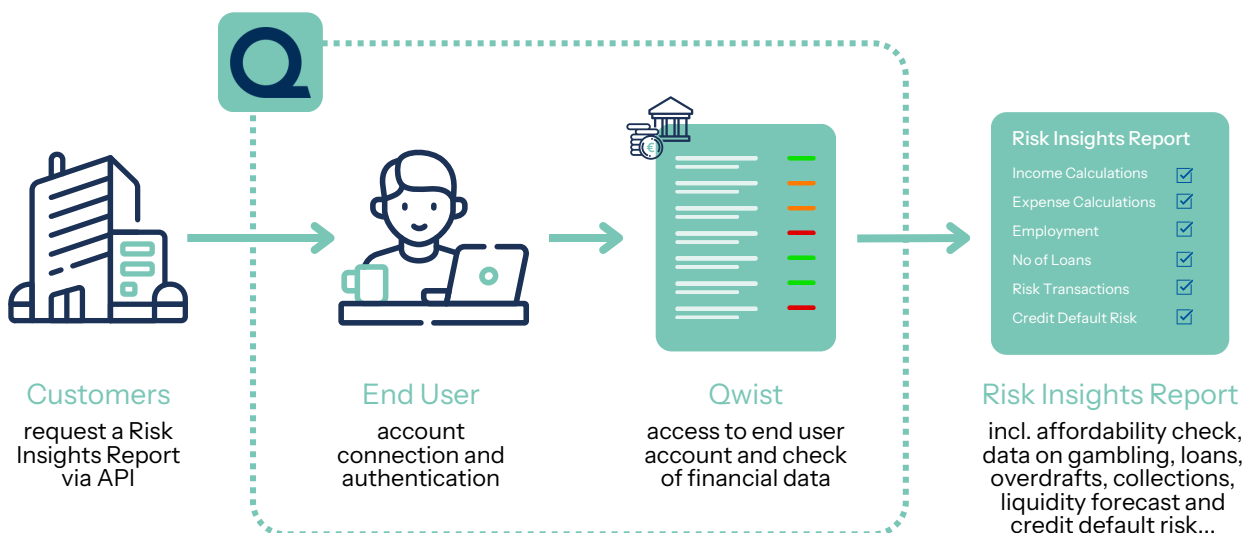 Q
Risk Insights Report
Income Calculations
Expense Calculations
Employment
No of Loans
Risk Transactions
Credit Default Risk
€
Customers
request a Risk
Insights Report
via API
End User
account
connection and
authentication
Qwist
access to end user
account and check
of financial data
Risk Insights Report
incl. affordability check,
data on gambling, loans,
overdrafts, collections,
liquidity forecast and
credit default risk...